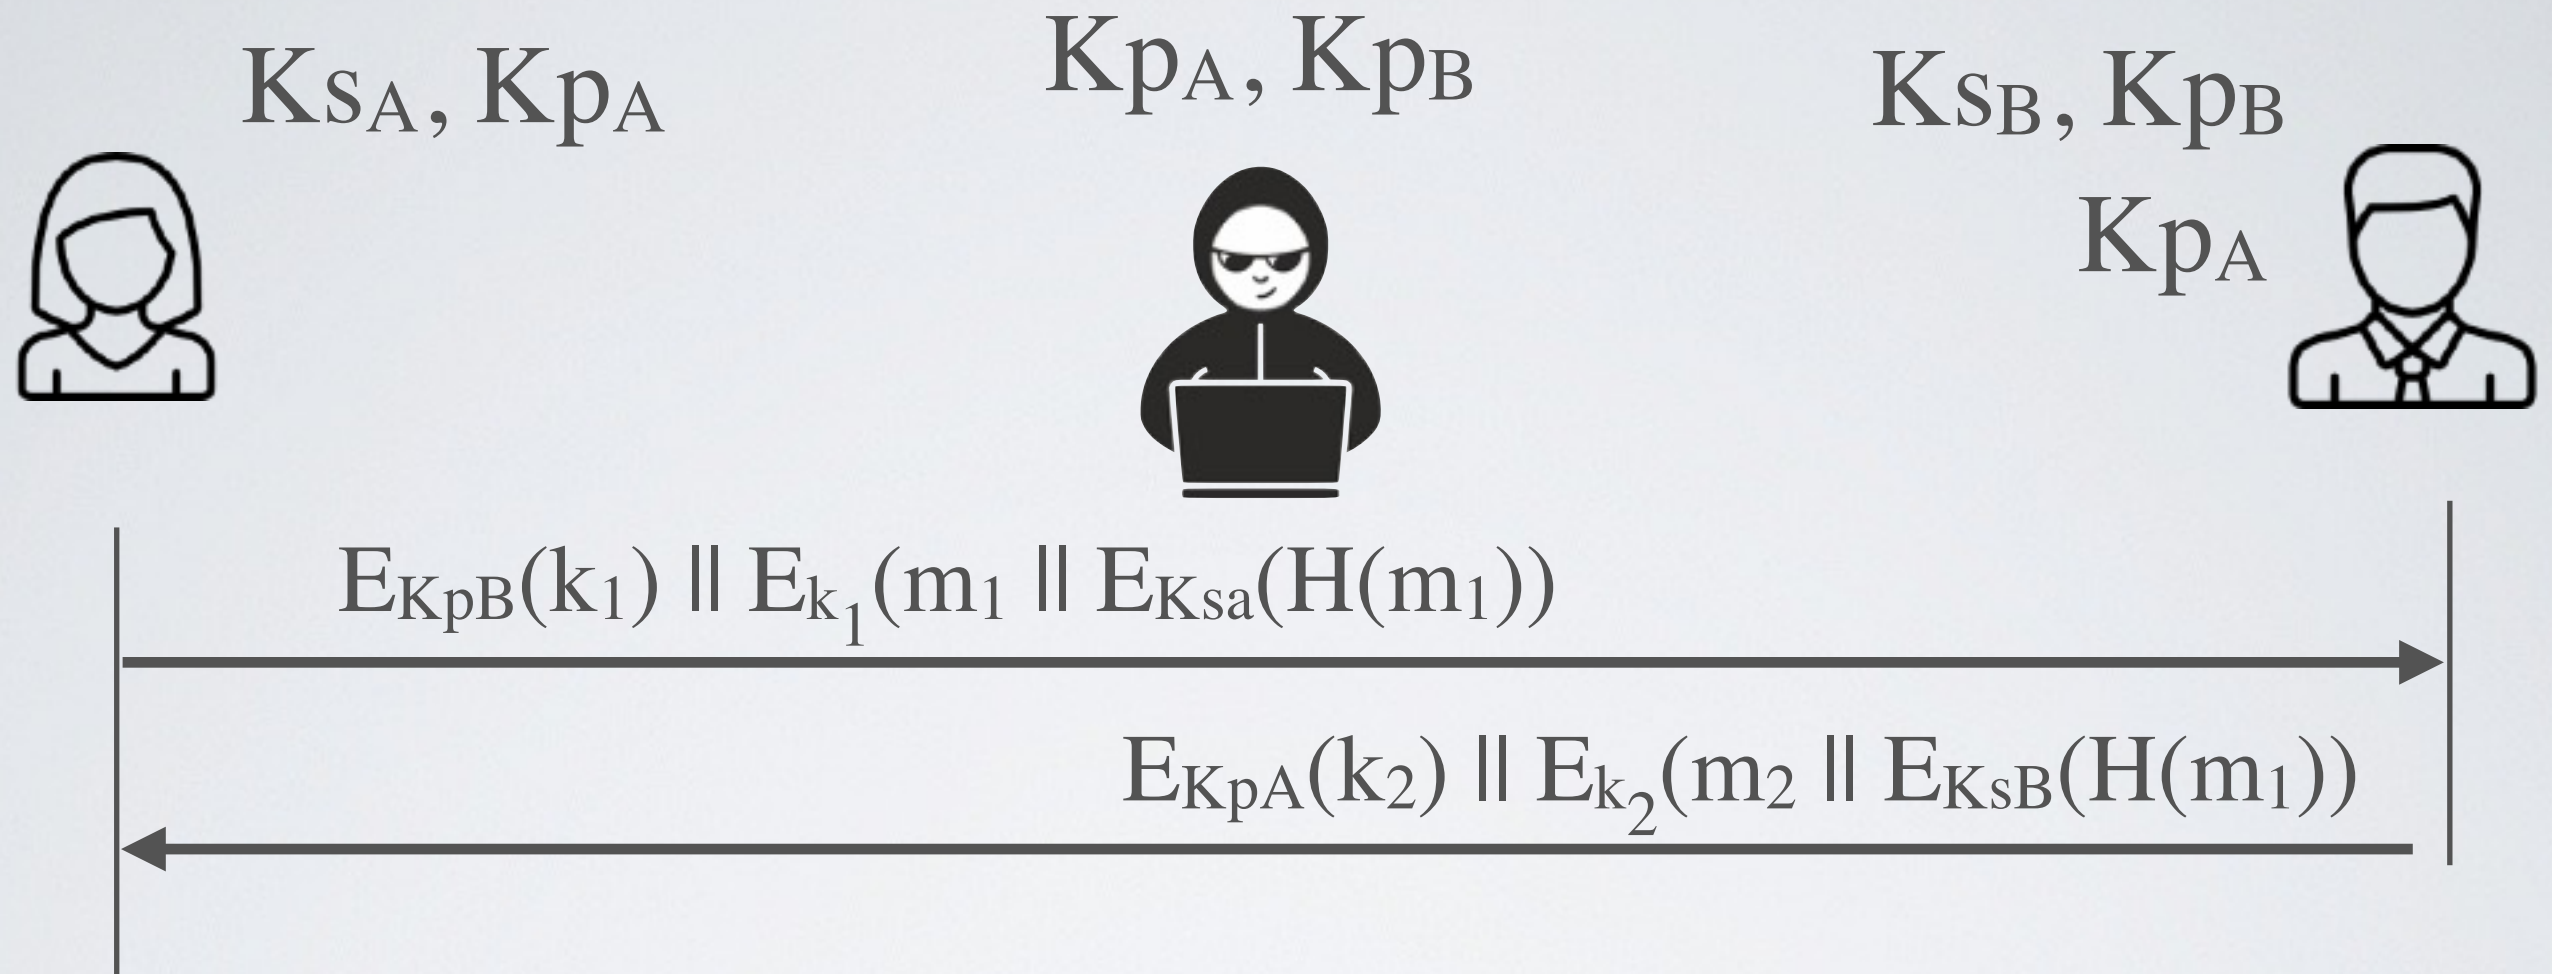 KsA, KpA
KpA, KpB
KsB, KpB
KpA
EKpB(k1) || Ek1(m1 || EKsa(H(m1))
EKpA(k2) || Ek2(m2 || EKsB(H(m1))